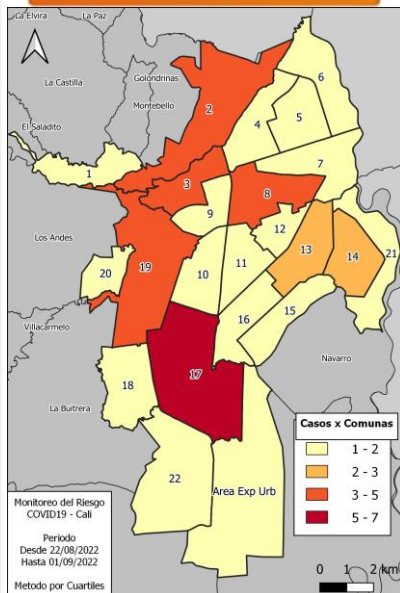 La Elvira
La Paz
La Castilla
Golondrinas
Montebello
El Saladito
6
2
4
5
7
1
3
8
9
12
Los Andes
19
20
10
11
13
14
21
16
15
Villacarmelo
17
Navarro
18
La Buitrera
22
Area Exp Urb
Casos x Comunas
1 - 2
2 - 3
3 - 5
5 - 7
Monitoreo del Riesgo
COVID19 - Cali
Periodo
Desde 22/08/2022
Hasta 01/09/2022
Metodo por Cuartiles
0 1 2 km